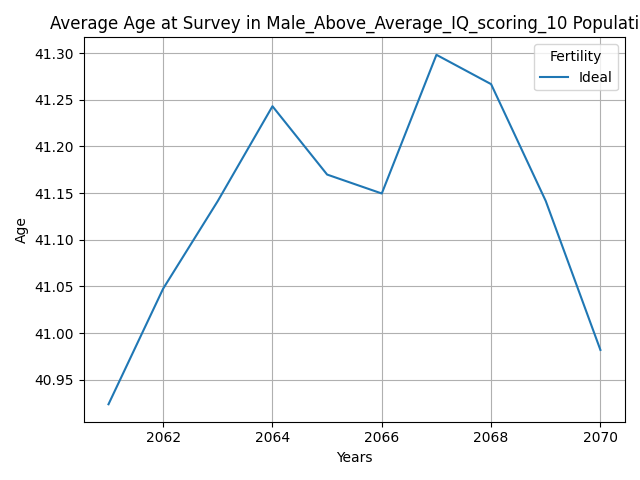 Average Age at Survey in Male_Above_Average_IQ_scoring_10 Populati
Fertility
Ideal
41.30
41.25
41.20
41.15
41.10
41.05
41.00
40.95
Age
2062 2064 2066 2068 2070
Years